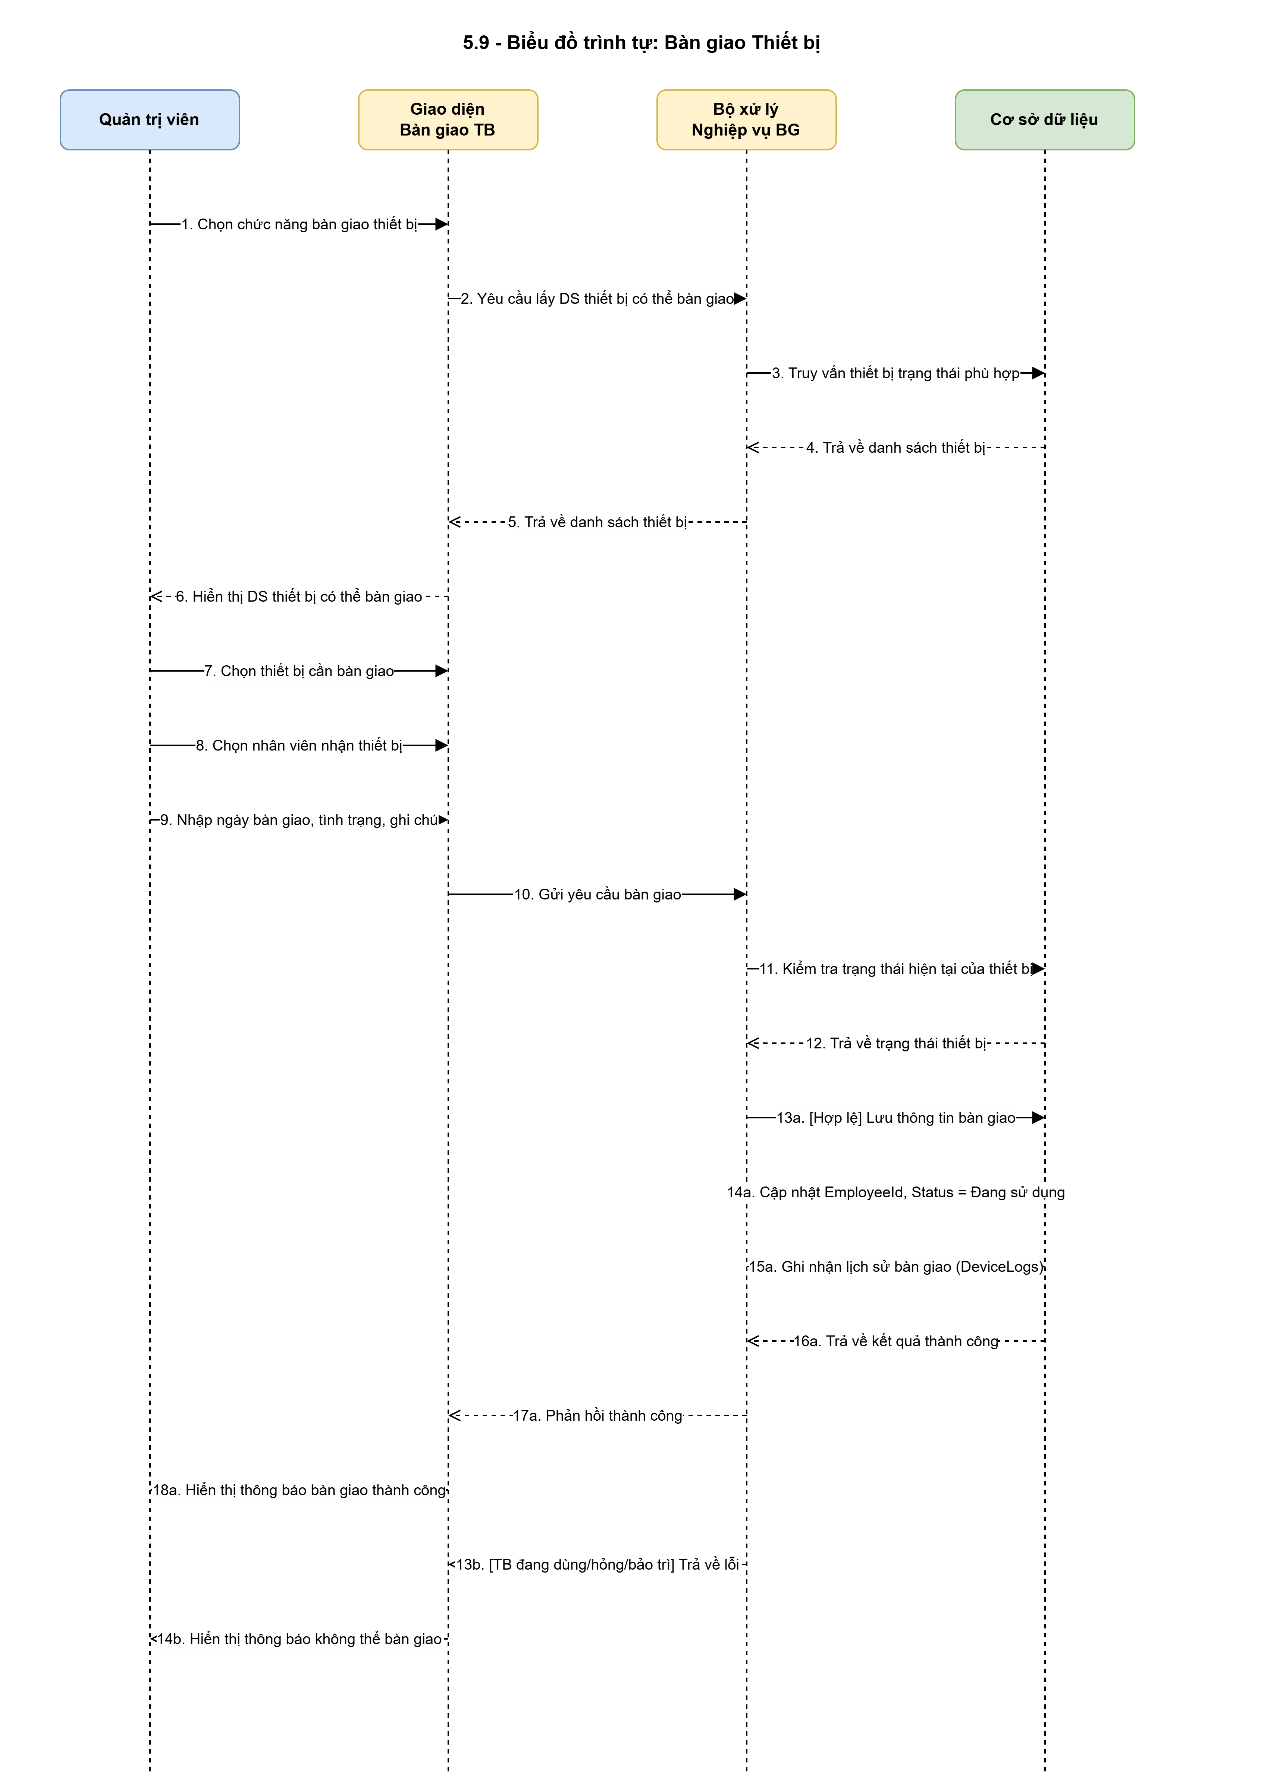 5.9 - Biểu đồ trình tự: Bàn giao Thiết bị
Quản trị viên
Giao diện
Bàn giao TB
Bộ xử lý
Nghiệp vụ BG
Cơ sở dữ liệu
1. Chọn chức năng bàn giao thiết bị
2. Yêu cầu lấy DS thiết bị có thể bàn giao
3. Truy vấn thiết bị trạng thái phù hợp
4. Trả về danh sách thiết bị
5. Trả về danh sách thiết bị
6. Hiển thị DS thiết bị có thể bàn giao
7. Chọn thiết bị cần bàn giao
8. Chọn nhân viên nhận thiết bị
9. Nhập ngày bàn giao, tình trạng, ghi chú
10. Gửi yêu cầu bàn giao
11. Kiểm tra trạng thái hiện tại của thiết bị
12. Trả về trạng thái thiết bị
13a. [Hợp lệ] Lưu thông tin bàn giao
14a. Cập nhật EmployeeId, Status = Đang sử dụng
15a. Ghi nhận lịch sử bàn giao (DeviceLogs)
16a. Trả về kết quả thành công
17a. Phản hồi thành công
18a. Hiển thị thông báo bàn giao thành công
13b. [TB đang dùng/hỏng/bảo trì] Trả về lỗi
14b. Hiển thị thông báo không thể bàn giao